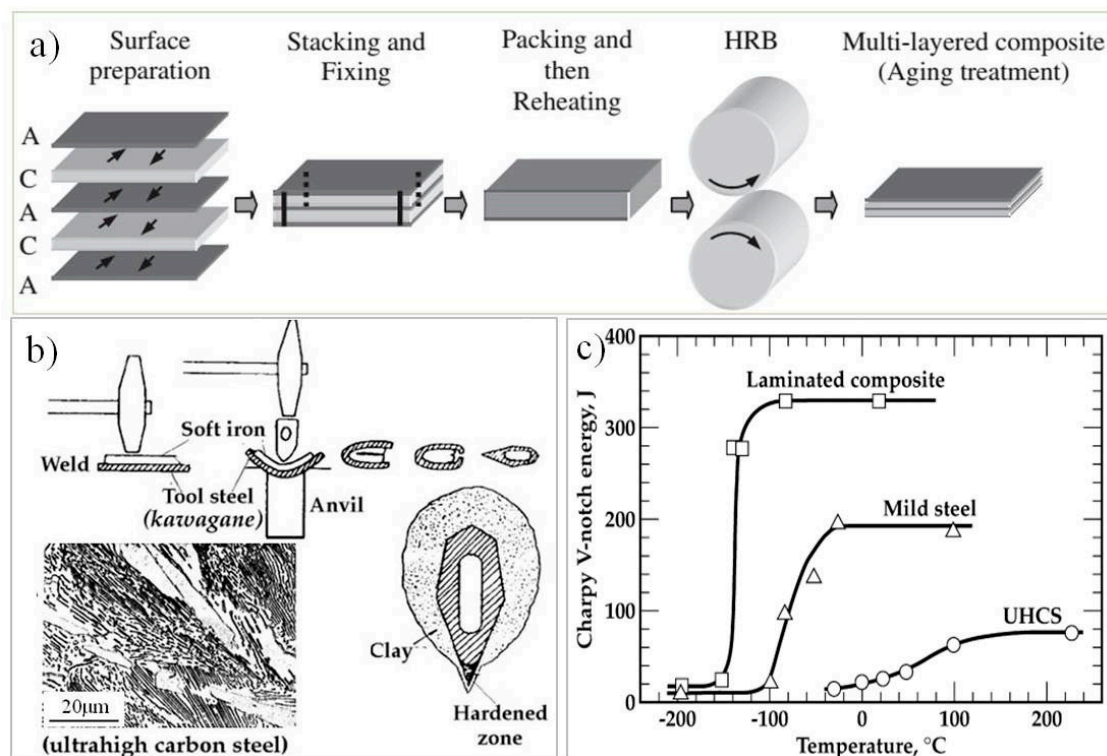 a)
Surface
preparation
Stacking and
Fixing
Packing and
then
Reheating
HRB
Multi-layered composite
(Aging treatment)
A
C
A
C
A
b)
Soft iron
Weld
Tool steel
(kawagane)
Anvil
Clay
Hardened
zone
20μm
(ultrahigh carbon steel)
c)
400
300
200
100
0
Charpy V-notch energy, J
Laminated composite
Mild steel
UHCS
-200 -100 0 100 200
Temperature, °C